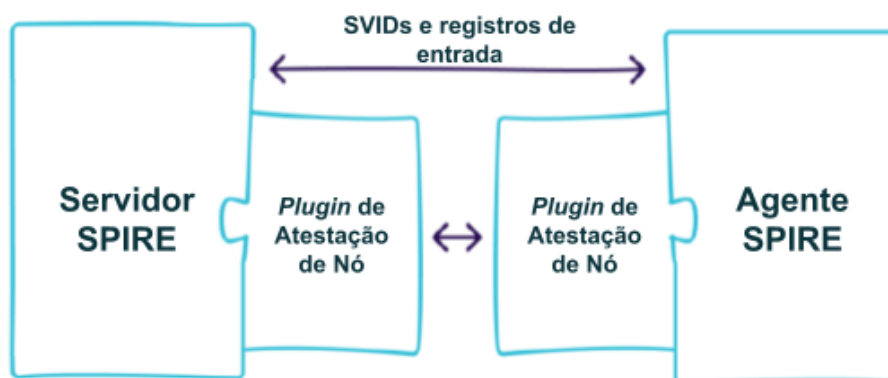 SVIDs e registros de
entrada
Servidor
SPIRE
Plugin de
Atestação
de Nó
Plugin de
Atestação
de Nó
Agente
SPIRE